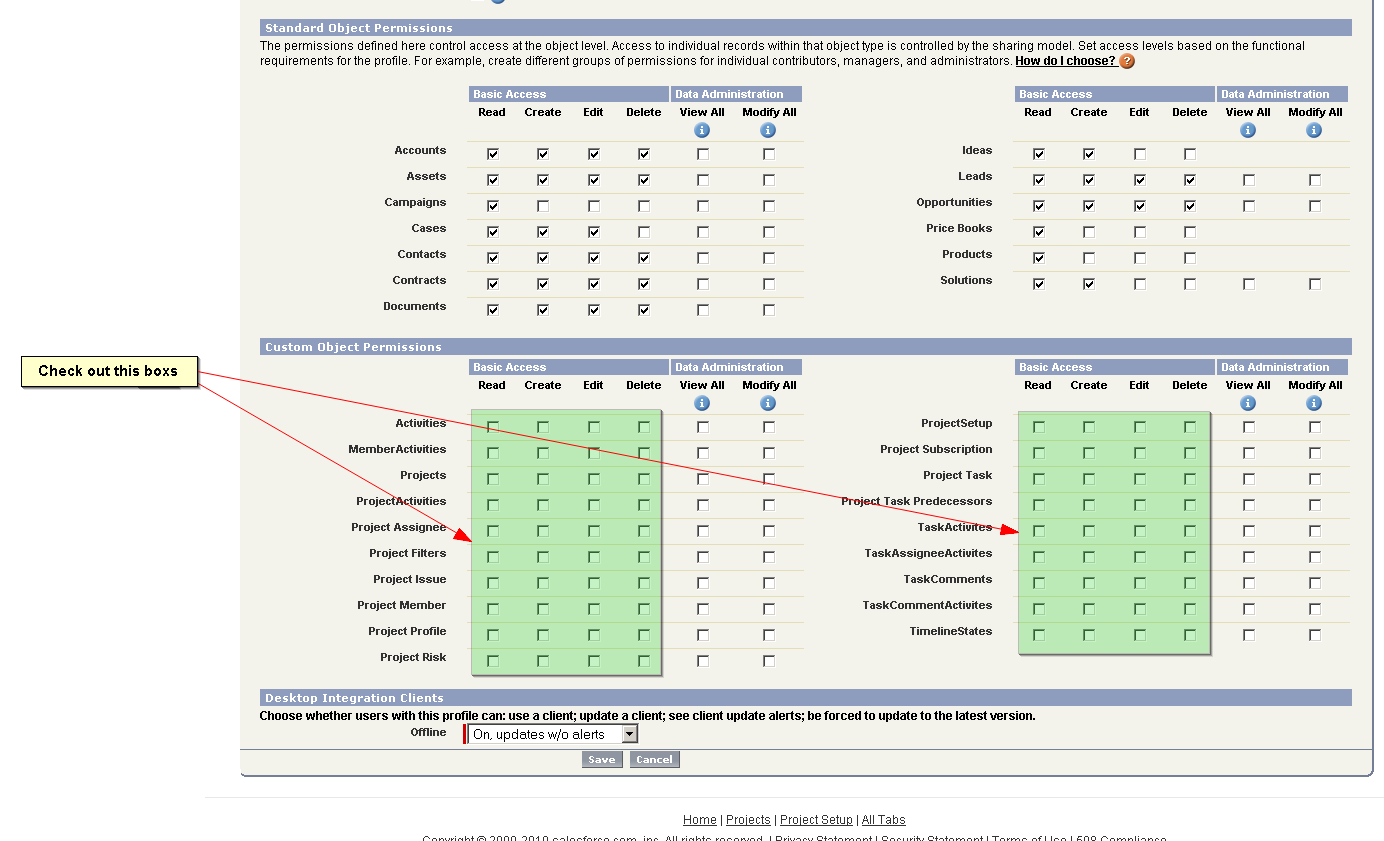 Standard Object Permissions
The permissions defined here control access at the object level. Access to individual records within that object type is controlled by the sharing model. Set access levels based on the functional
requirements for the profile. For example, create different groups of permissions for individual contributors, managers, and administrators. How do I choose? ?
Basic Access Data Administration
Read Create Edit Delete View All Modify All
i i
Accounts
Assets
Campaigns
Cases
Contacts
Contracts
Documents
Basic Access Data Administration
Read Create Edit Delete View All Modify All
i i
Ideas
Leads
Opportunities
Price Books
Products
Solutions
Custom Object Permissions
Check out this boxs
Basic Access Data Administration
Read Create Edit Delete View All Modify All
i i
Activities
MemberActivities
Projects
ProjectActivities
Project Assignee
Project Filters
Project Issue
Project Member
Project Profile
Project Risk
Basic Access Data Administration
Read Create Edit Delete View All Modify All
i i
ProjectSetup
Project Subscription
Project Task
Project Task Predecessors
TaskActivites
TaskAssigneeActivites
TaskComments
TaskCommentActivites
TimelineStates
Desktop Integration Clients
Choose whether users with this profile can: use a client; update a client; see client update alerts; be forced to update to the latest version.
Offline On, updates w/o alerts
Save Cancel
Home | Projects | Project Setup | All Tabs
Copyright © 2000-2010 salesforce.com, inc. All rights reserved. | Privacy Statement | Security Statement | Terms of Use | 508 Compliance